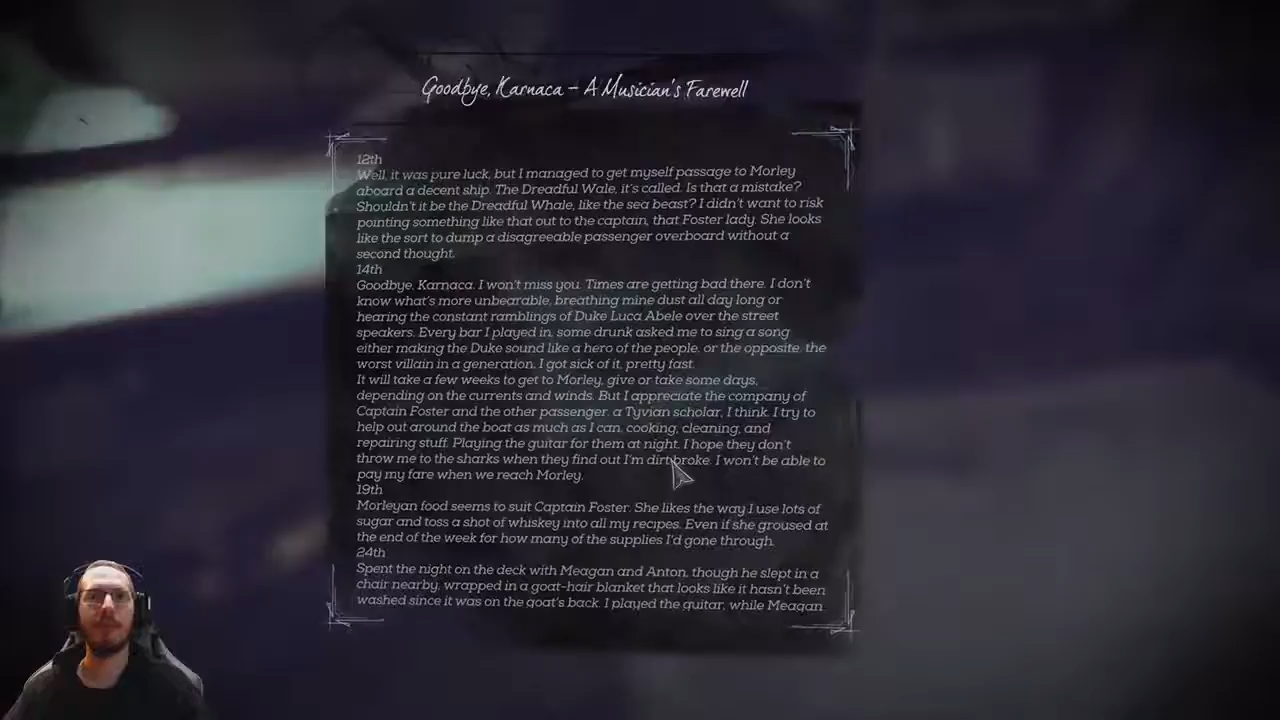 Goodbye, Karnaca - A Musician's Farewell
12th
Well, it was pure luck, but I managed to get myself passage to Morley
aboard a decent ship. The Dreadful Wale, it's called. Is that a mistake?
Shouldn't it be the Dreadful Whale, like the sea beast? I didn't want to risk
pointing something like that out to the captain, that Foster lady. She looks
like the sort to dump a disagreeable passenger overboard without a
second thought.
14th
Goodbye, Karnaca. I won't miss you. Times are getting bad there. I don't
know what's more unbearable, breathing mine dust all day long or
hearing the constant ramblings of Duke Luca Abele over the street
speakers. Every bar I played in, some drunk asked me to sing a song
either making the Duke sound like a hero of the people, or the opposite, the
worst villain in a generation. I got sick of it, pretty fast.
It will take a few weeks to get to Morley, give or take some days,
depending on the currents and winds. But I appreciate the company of
Captain Foster and the other passenger, a Tyvian scholar, I think. I try to
help out around the boat as much as I can, cooking, cleaning, and
repairing stuff. Playing the guitar for them at night. I hope they don't
throw me to the sharks when they find out I'm dirt broke. I won't be able to
pay my fare when we reach Morley.
19th
Morleyan food seems to suit Captain Foster. She likes the way I use lots of
sugar and toss a shot of whiskey into all my recipes. Even if she groused at
the end of the week for how many of the supplies I'd gone through.
24th
Spent the night on the deck with Meagan and Anton, though he slept in a
chair nearby, wrapped in a goat-hair blanket that looks like it hasn't been
washed since it was on the goat's back. I played the guitar, while Meagan